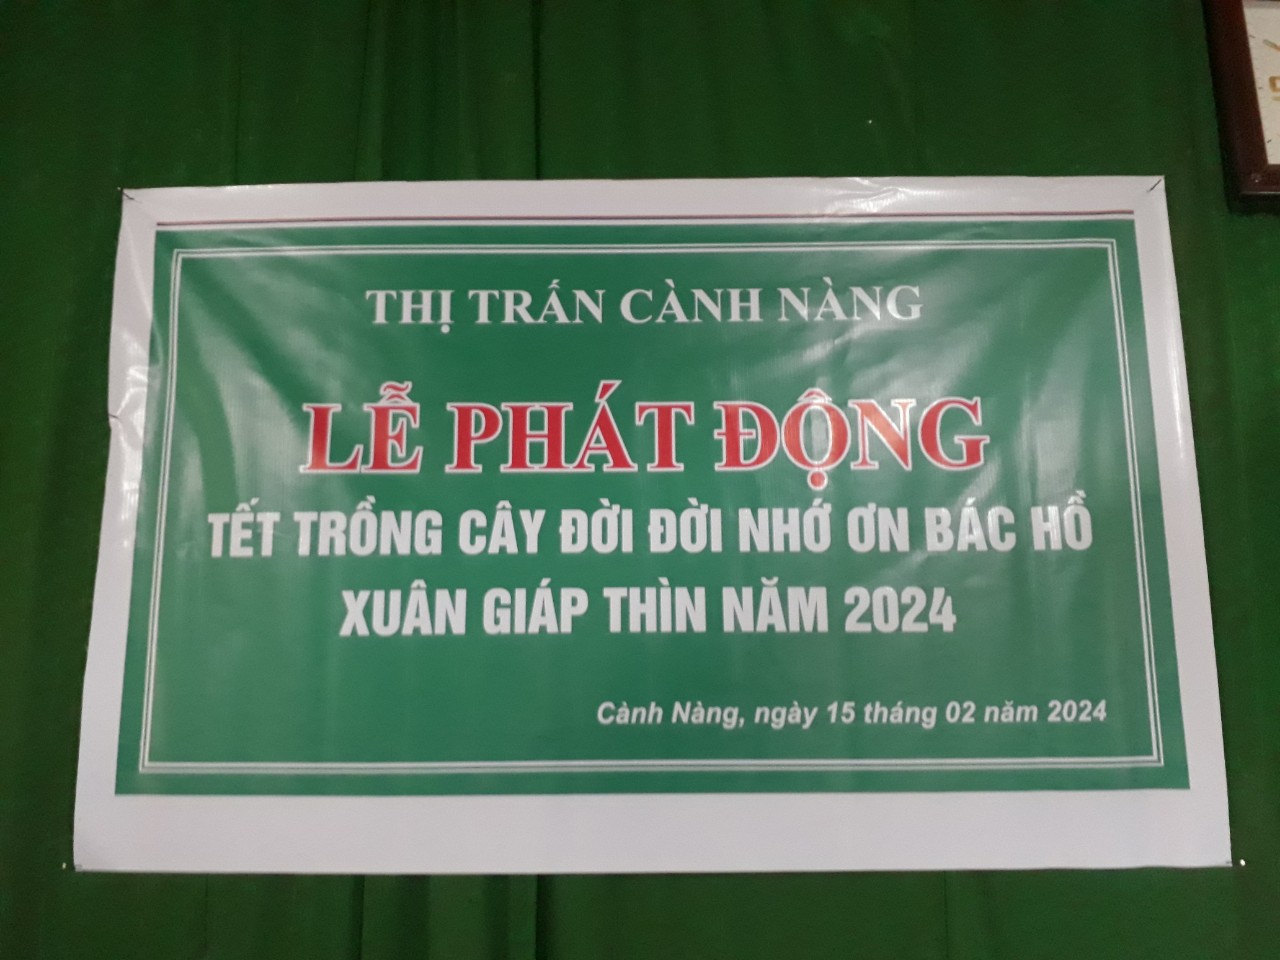 THỊ TRẤN CÀNH NÀNG
LỄ PHÁT ĐỘNG
TẾT TRỒNG CÂY ĐỜI ĐỜI NHỚ ƠN BÁC HỒ
XUÂN GIÁP THÌN NĂM 2024
Cành Nàng, ngày 15 tháng 02 năm 2024